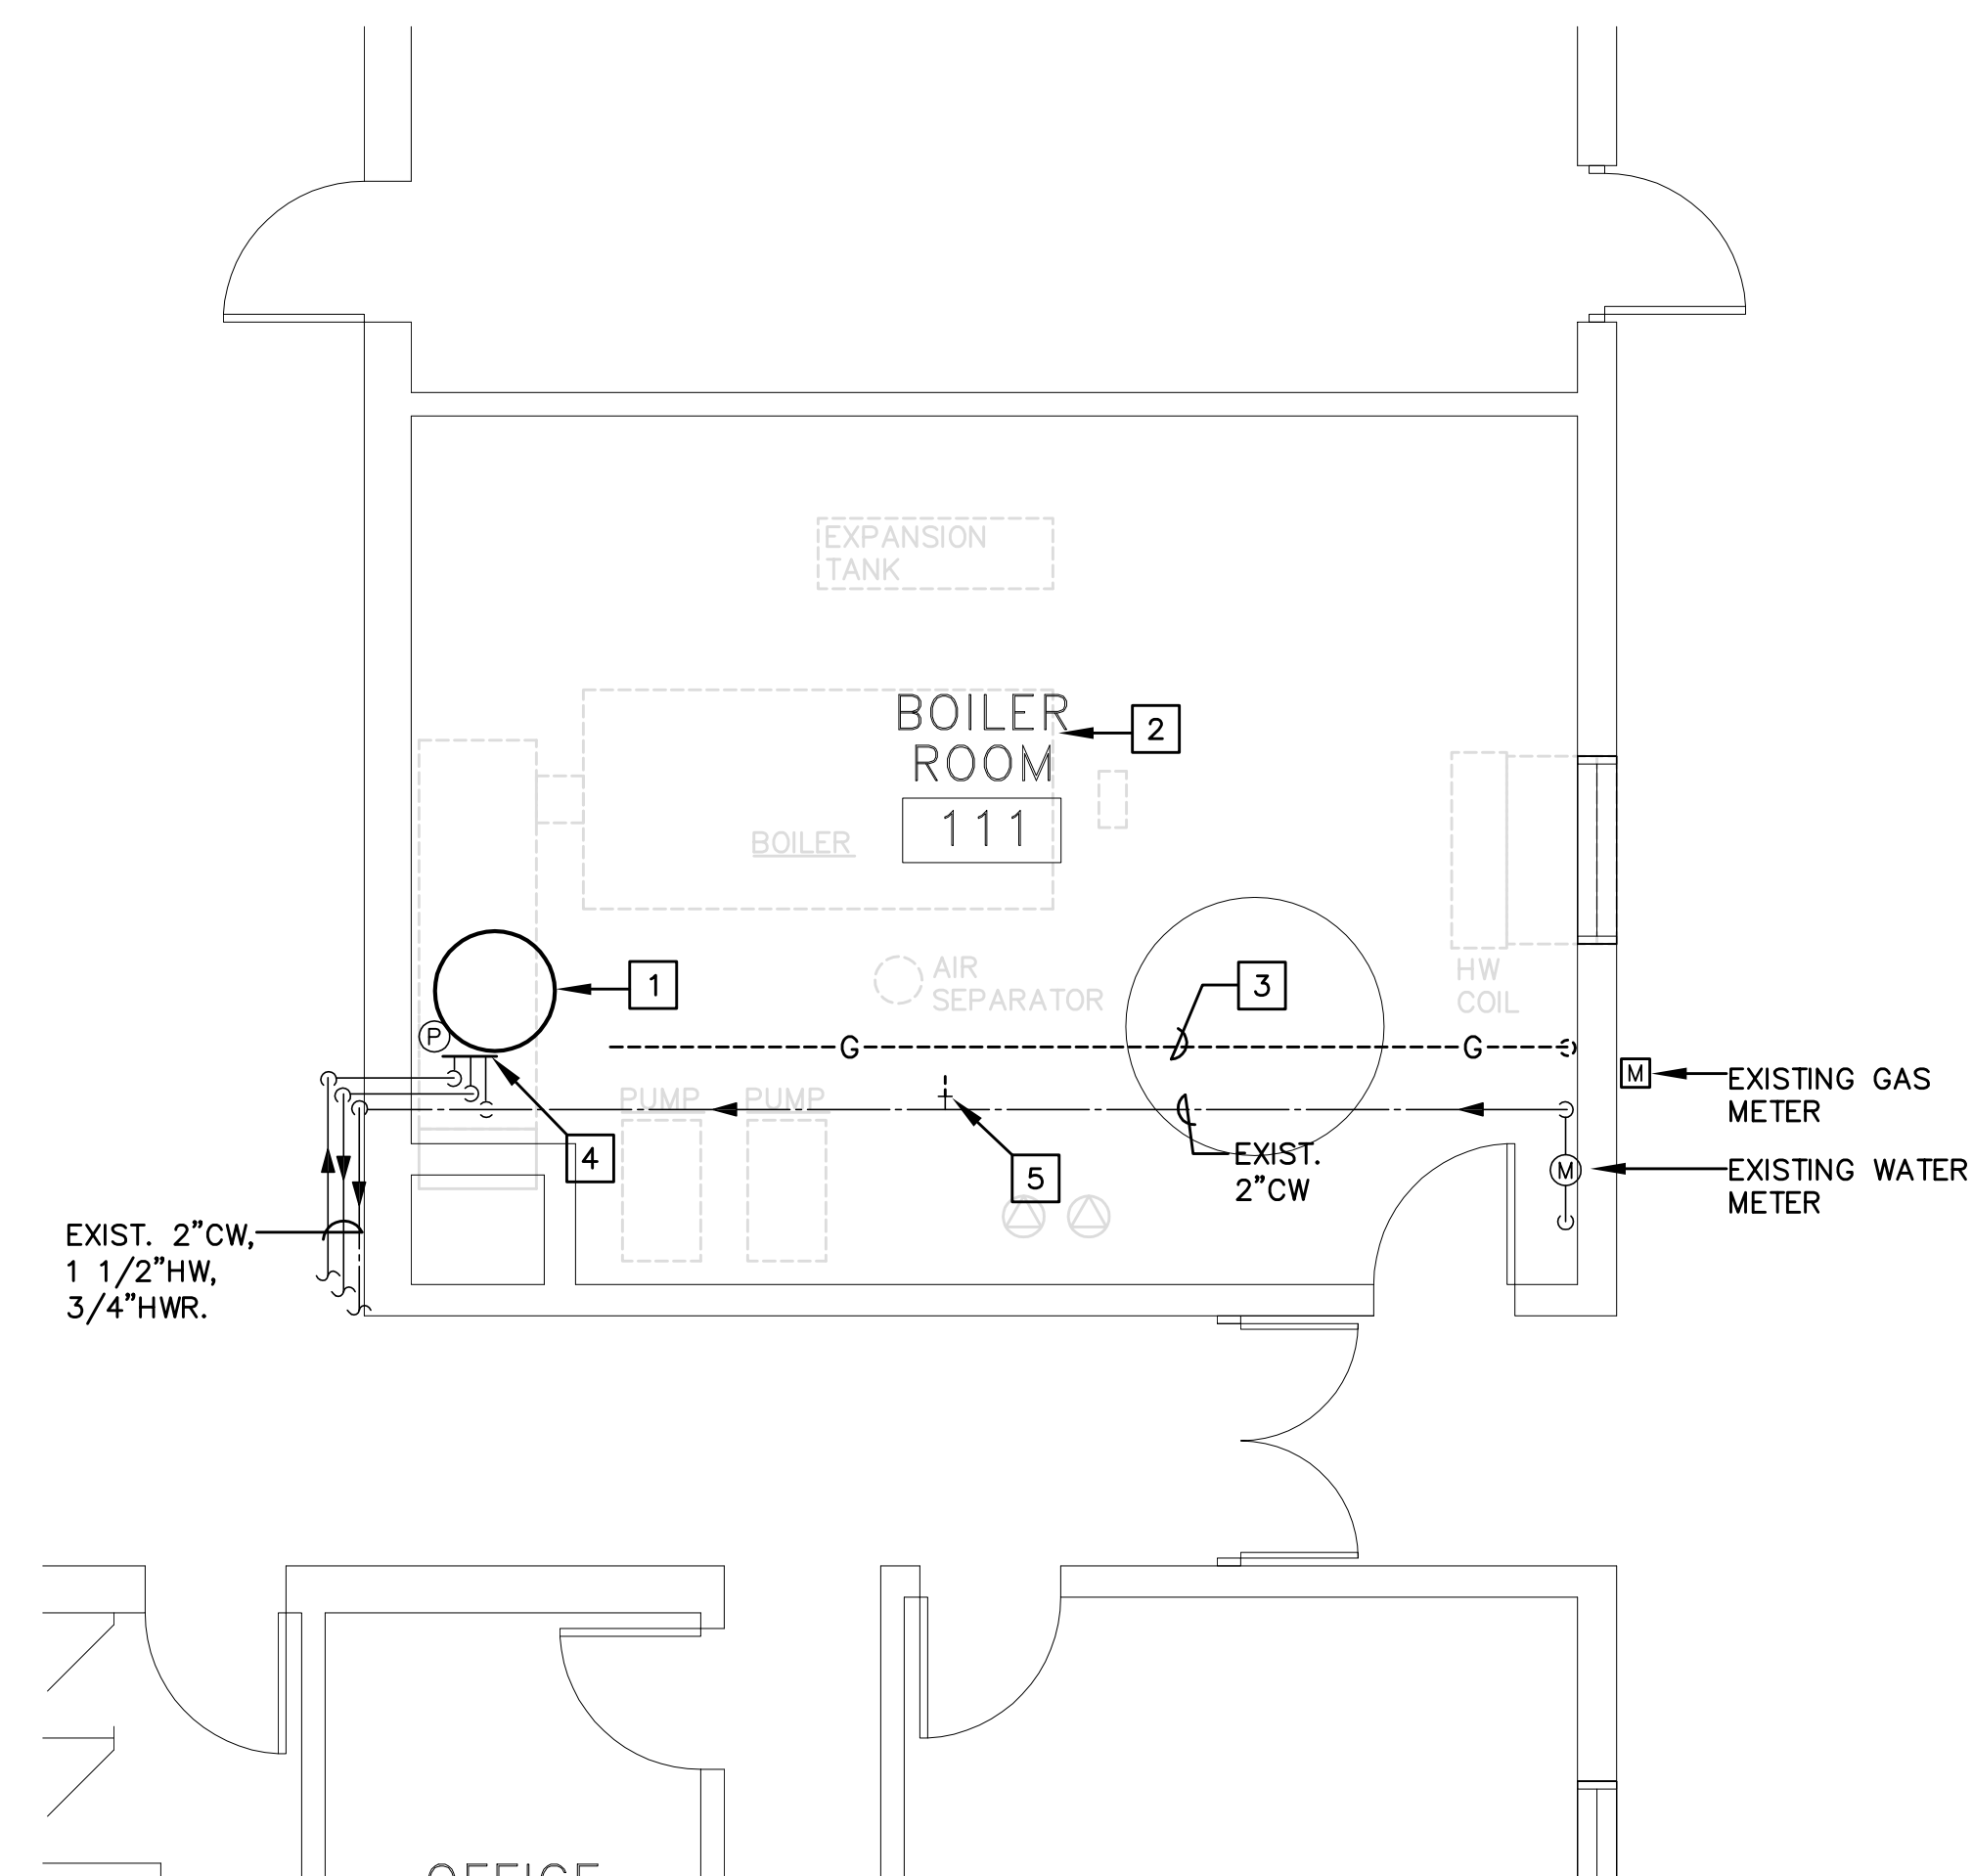 EXPANSION
TANK
BOILER
ROOM
2
111
BOILER
AIR
SEPARATOR
HW
COIL
1
3
P
G
G
M
EXISTING GAS
METER
PUMP
PUMP
4
5
EXIST.
2"CW
M
EXISTING WATER
METER
EXIST. 2"CW,
1 1/2"HW,
3/4"HWR.
OFFICE